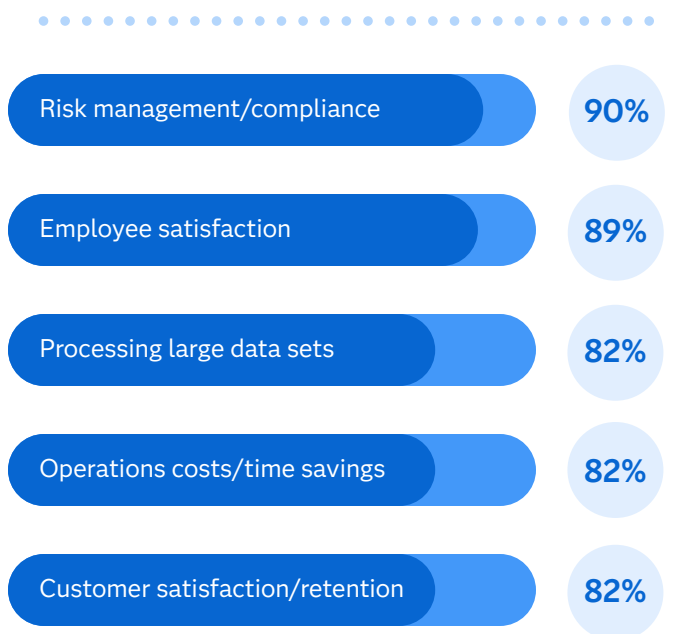 Risk management/compliance 90%
Employee satisfaction 89%
Processing large data sets 82%
Operations costs/time savings 82%
Customer satisfaction/retention 82%